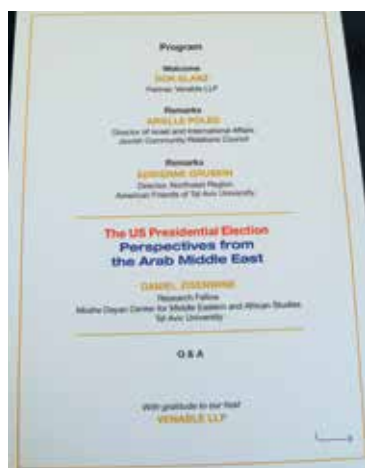 Program
Welcome
DON GLANZ
Partner, Venable LLP
Remarks
ARIELLE POLEG
Director of Israel and International Affairs
Jewish Community Relations Council
Remarks
ADRIENNE
Director, Northeast Region
American Friends of Tel Aviv University
The US Presidential Election
Perspectives from
the Arab Middle East
DANIEL ZISENWINE
Research Fellow
Moshe Dayan Center for Middle Eastern and African Studies
Tel Aviv University
Q & A
With gratitude to our host
VENABLE LLP